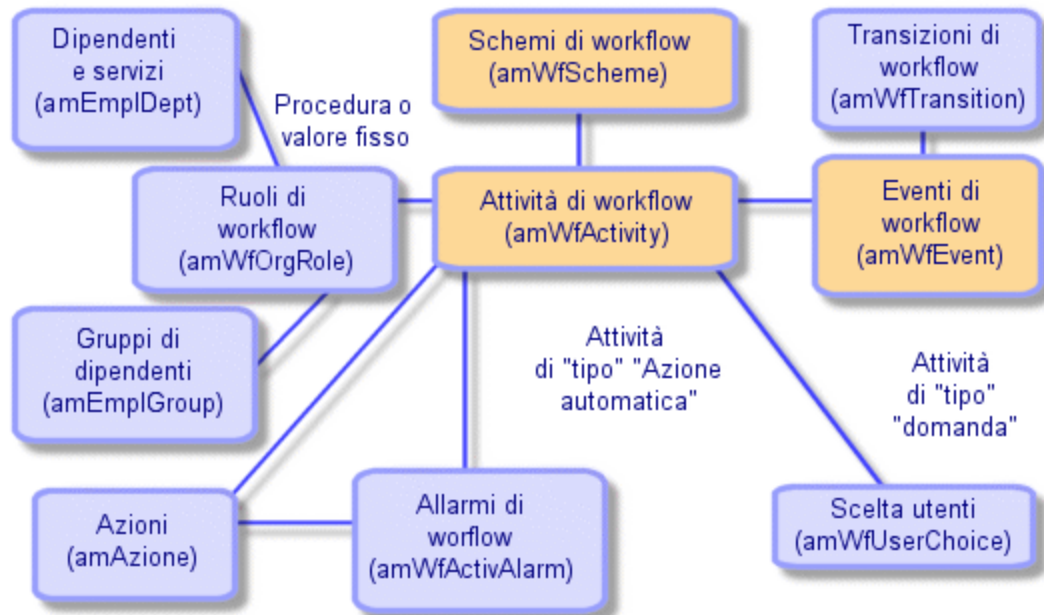 Dipendenti
e servizi
(amEmplDept)
Schemi di workflow
(amWfScheme)
Transizioni di
workflow
(amWfTransition)
Procedura o
valore fisso
Ruoli di
workflow
(amWfOrgRole)
Attività di workflow
(amWfActivity)
Eventi di
workflow
(amWfEvent)
Gruppi di
dipendenti
(amEmplGroup)
Attività
di "tipo" "Azione
automatica"
Attività
di "tipo"
"domanda"
Azioni
(amAzione)
Allarmi di
worflow
(amWfActivAlarm)
Scelta utenti
(amWfUserChoice)